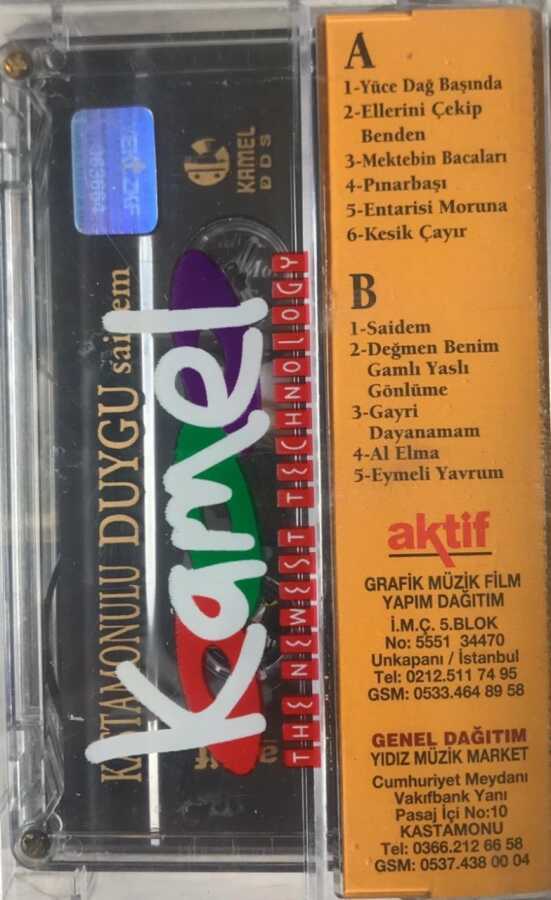 A
1-Yüce Dağ Başında
2-Ellerini Çekip
Benden
3-Mektebin Bacaları
4-Pınarbaşı
5-Entarisi Moruna
6-Kesik Çayır
B
1-Saidem
2-Değmen Benim
Gamlı Yaslı
Gönlüme
3-Gayri
Dayanamam
4-Al Elma
5-Eymeli Yavrum
aktif
GRAFİK MÜZİK FİLM
YAPIM DAĞITIM
İ.M.Ç. 5.BLOK
No: 5551 34470
Unkapanı / İstanbul
Tel: 0212.511 74 95
GSM: 0533.464 89 58
GENEL DAĞITIM
YIDIZ MÜZİK MARKET
Cumhuriyet Meydanı
Vakıfbank Yanı
Pasaj İçi No:10
KASTAMONU
Tel: 0366.212 66 58
GSM: 0537.438 00 04
KASTAMONULU DUYGU saidem
Kamel
THE NEWEST TECHNOLOGY
KAMEL
DDS